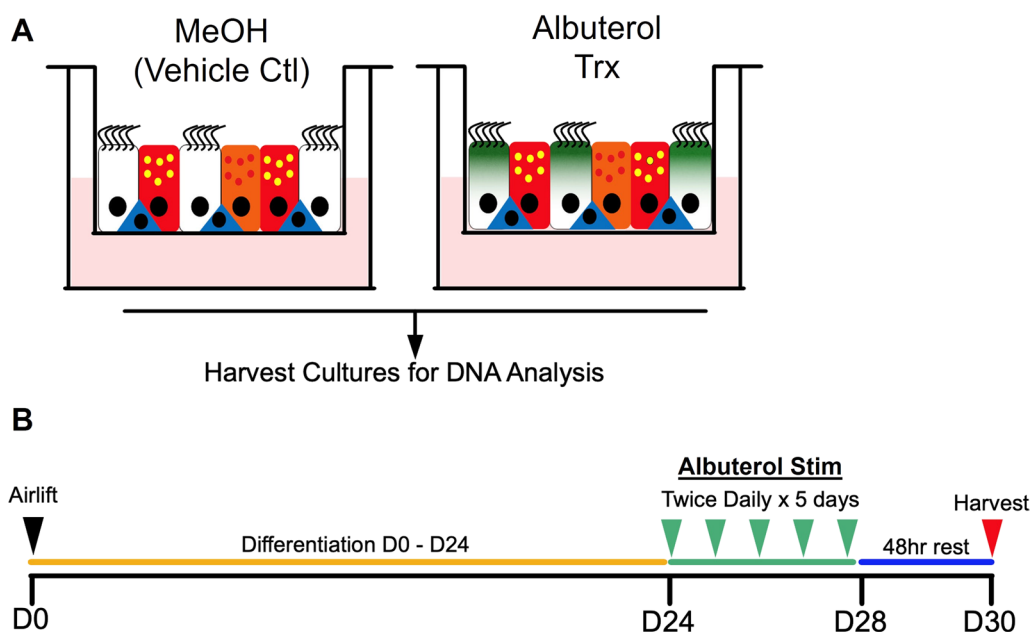 A
MeOH
(Vehicle Ctl)
Albuterol
Trx
Harvest Cultures for DNA Analysis
B
Albuterol Stim
Twice Daily x 5 days
Airlift
Harvest
Differentiation D0 - D24
48hr rest
D0
D24
D28
D30